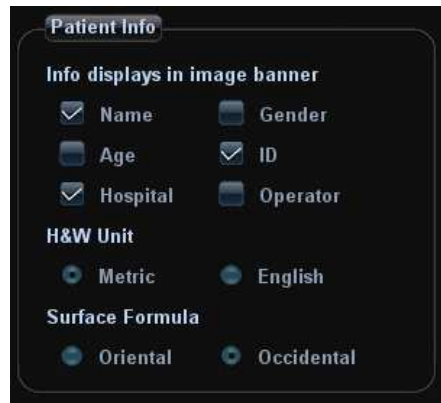 Patient Info
Info displays in image banner
Name Gender
Age ID
Hospital Operator
H&W Unit
Metric English
Surface Formula
Oriental Occidental